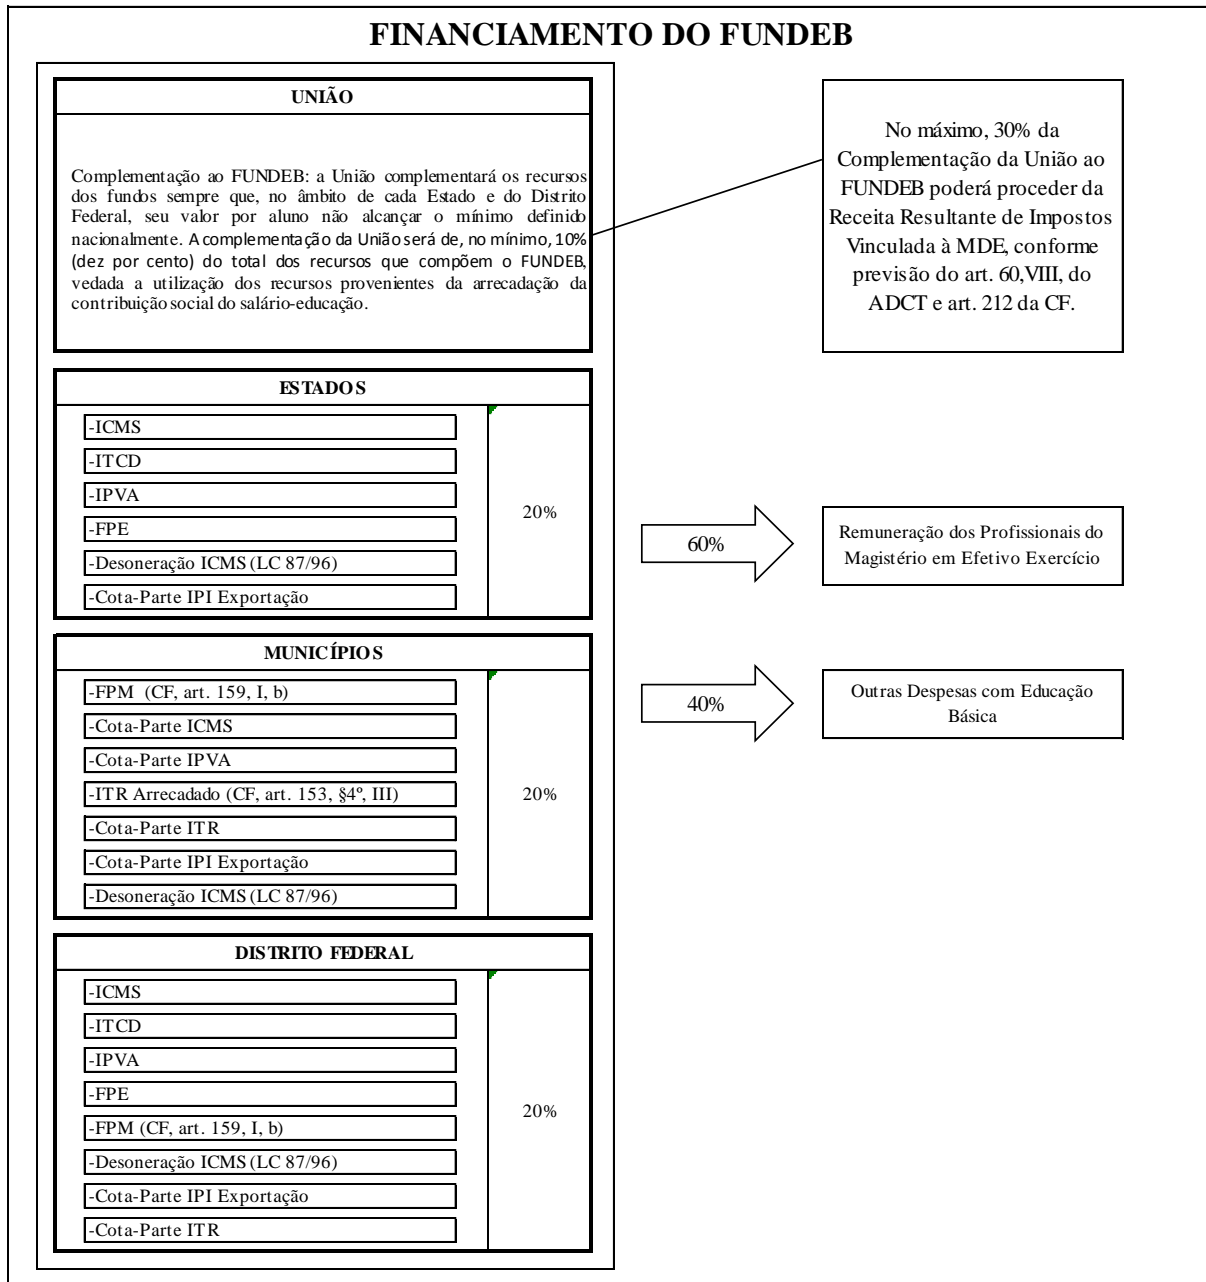 FINANCIAMENTO DO FUNDEB
UNIÃO
Complementação ao FUNDEB: a União complementará os recursos
dos fundos sempre que, no âmbito de cada Estado e do Distrito
Federal, seu valor por aluno não alcançar o mínimo definido
nacionalmente. A complementação da União será de, no mínimo, 10%
(dez por cento) do total dos recursos que compõem o FUNDEB,
vedada a utilização dos recursos provenientes da arrecadação da
contribuição social do salário-educação.
No máximo, 30% da
Complementação da União ao
FUNDEB poderá proceder da
Receita Resultante de Impostos
Vinculada à MDE, conforme
previsão do art. 60,VIII, do
ADCT e art. 212 da CF.
ESTADOS
-ICMS
-ITCD
-IPVA
-FPE
-Desoneração ICMS (LC 87/96)
-Cota-Parte IPI Exportação
20%
60%
Remuneração dos Profissionais do
Magistério em Efetivo Exercício
MUNICÍPIOS
-FPM (CF, art. 159, I, b)
-Cota-Parte ICMS
-Cota-Parte IPVA
-ITR Arrecadado (CF, art. 153, §4º, III)
-Cota-Parte ITR
-Cota-Parte IPI Exportação
-Desoneração ICMS (LC 87/96)
20%
40%
Outras Despesas com Educação
Básica
DISTRITO FEDERAL
-ICMS
-ITCD
-IPVA
-FPE
-FPM (CF, art. 159, I, b)
-Desoneração ICMS (LC 87/96)
-Cota-Parte IPI Exportação
-Cota-Parte ITR
20%